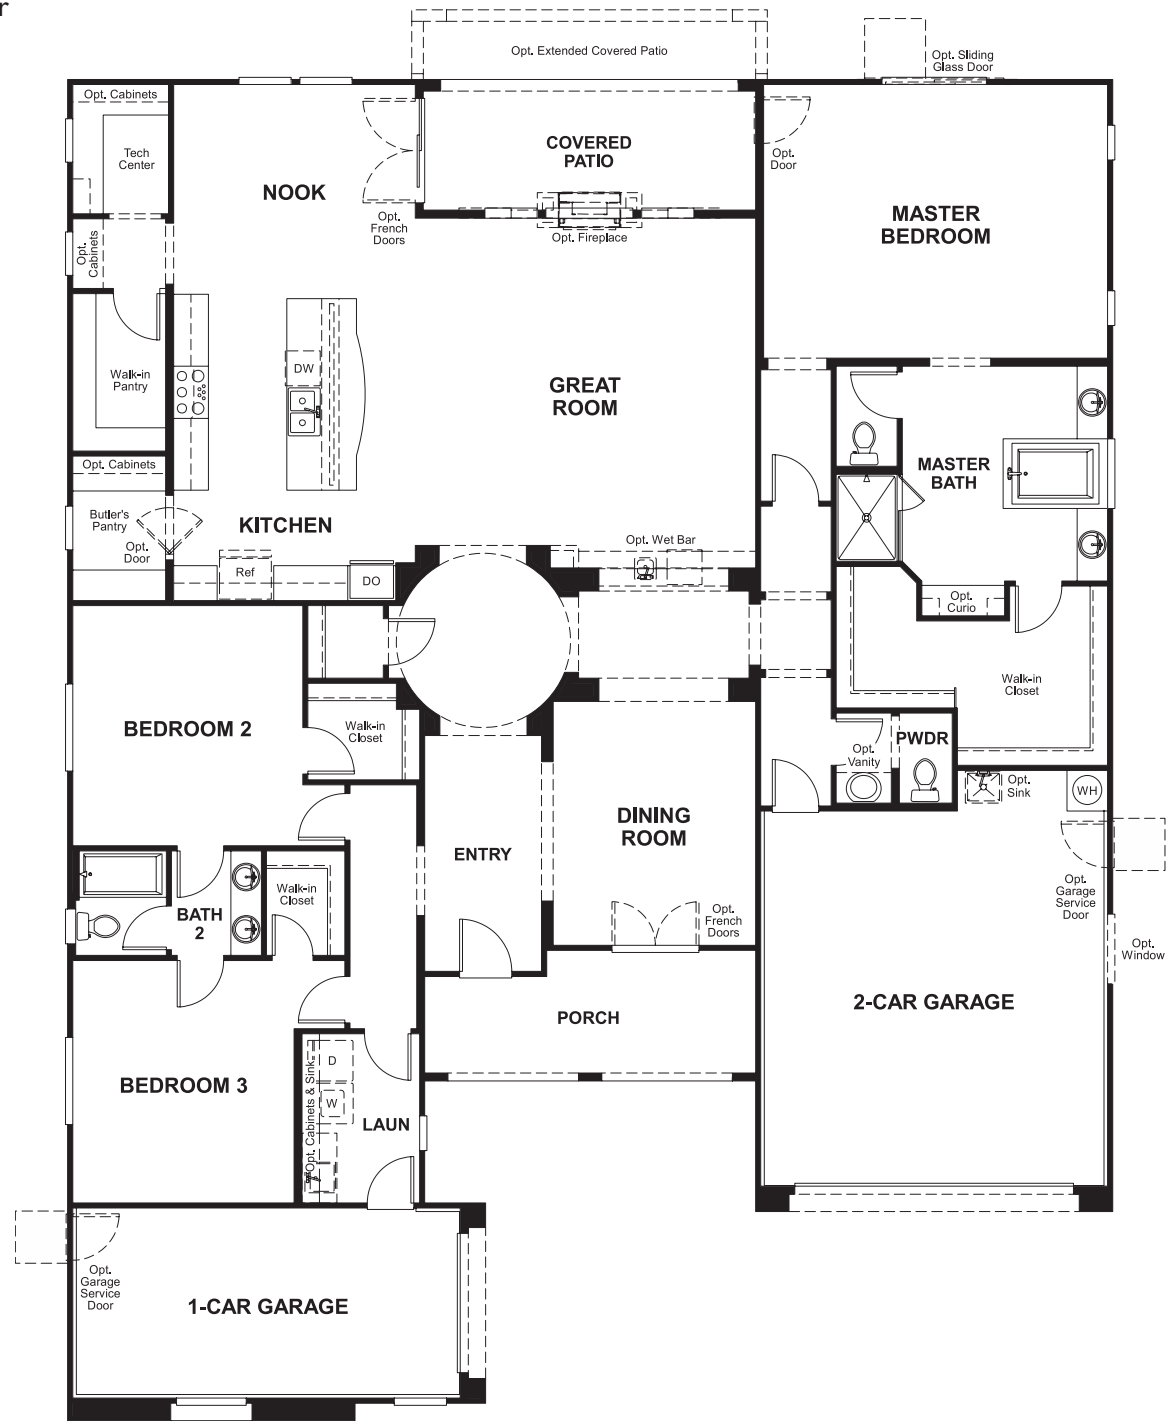 r
Opt. Extended Covered Patio
Opt. Sliding
Glass Door
Opt. Cabinets
Tech
Center
NOOK
Opt.
French
Doors
COVERED
PATIO
Opt. Fireplace
Opt.
Door
MASTER
BEDROOM
Opt.
Cabinets
Walk-in
Pantry
DW
GREAT
ROOM
MASTER
BATH
Opt. Cabinets
Butler's
Pantry
Opt.
Door
KITCHEN
Ref
DO
Opt. Wet Bar
Opt.
Curio
Walk-in
Closet
BEDROOM 2
Walk-in
Closet
PWDR
Opt.
Vanity
Opt.
Sink
WH
DINING
ROOM
ENTRY
Opt.
French
Doors
Opt.
Garage
Service
Door
Opt.
Window
Walk-in
Closet
BATH
2
2-CAR GARAGE
PORCH
BEDROOM 3
Opt. Cabinets & Sink
D
W
LAUN
Opt.
Garage
Service
Door
1-CAR GARAGE